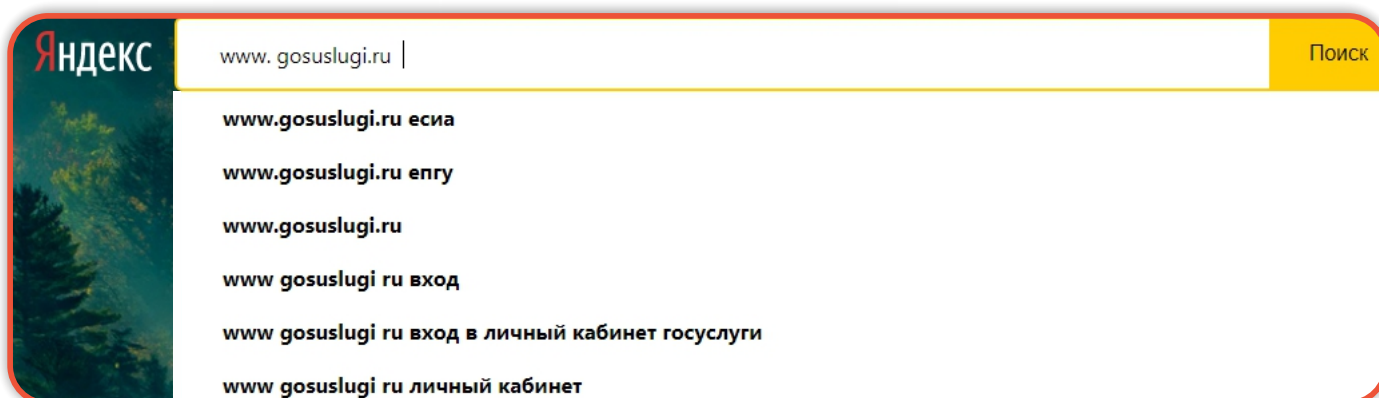 Яндекс
www. gosuslugi.ru
Поиск
www.gosuslugi.ru есиа
www.gosuslugi.ru епгу
www.gosuslugi.ru
www gosuslugi ru вход
www gosuslugi ru вход в личный кабинет госуслуги
www gosuslugi ru личный кабинет